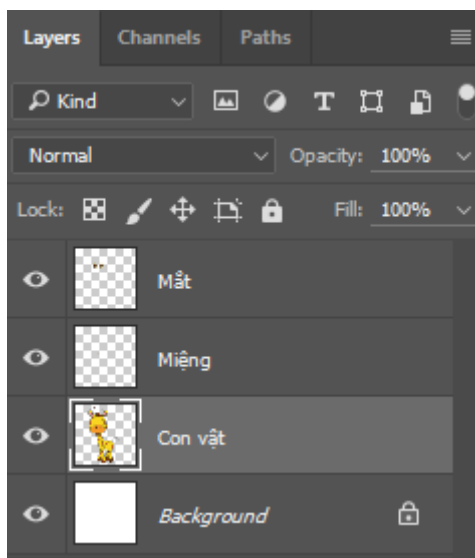 Layers Channels Paths
Kind
Normal Opacity: 100%
Lock: Fill: 100%
Mắt
Miệng
Con vật
Background